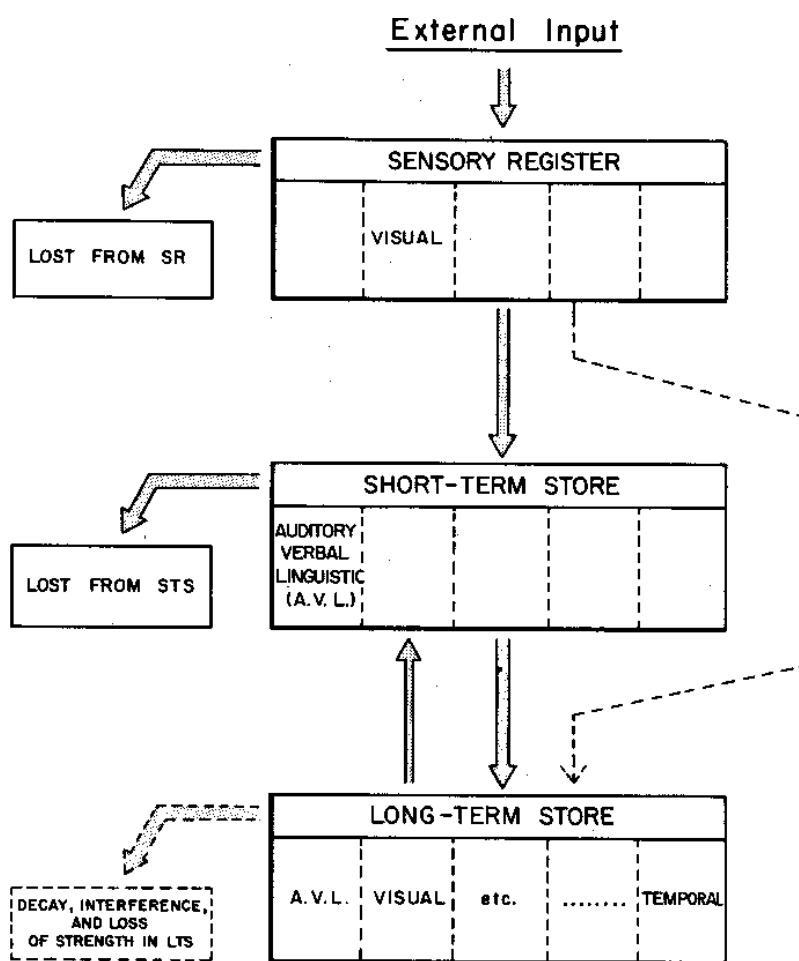 External Input
SENSORY REGISTER
VISUAL
LOST FROM SR
SHORT-TERM STORE
AUDITORY
VERBAL
LINGUISTIC
(A.V.L.)
LOST FROM STS
LONG-TERM STORE
A.V.L. VISUAL etc. ........ TEMPORAL
DECAY, INTERFERENCE,
AND LOSS
OF STRENGTH IN LTS